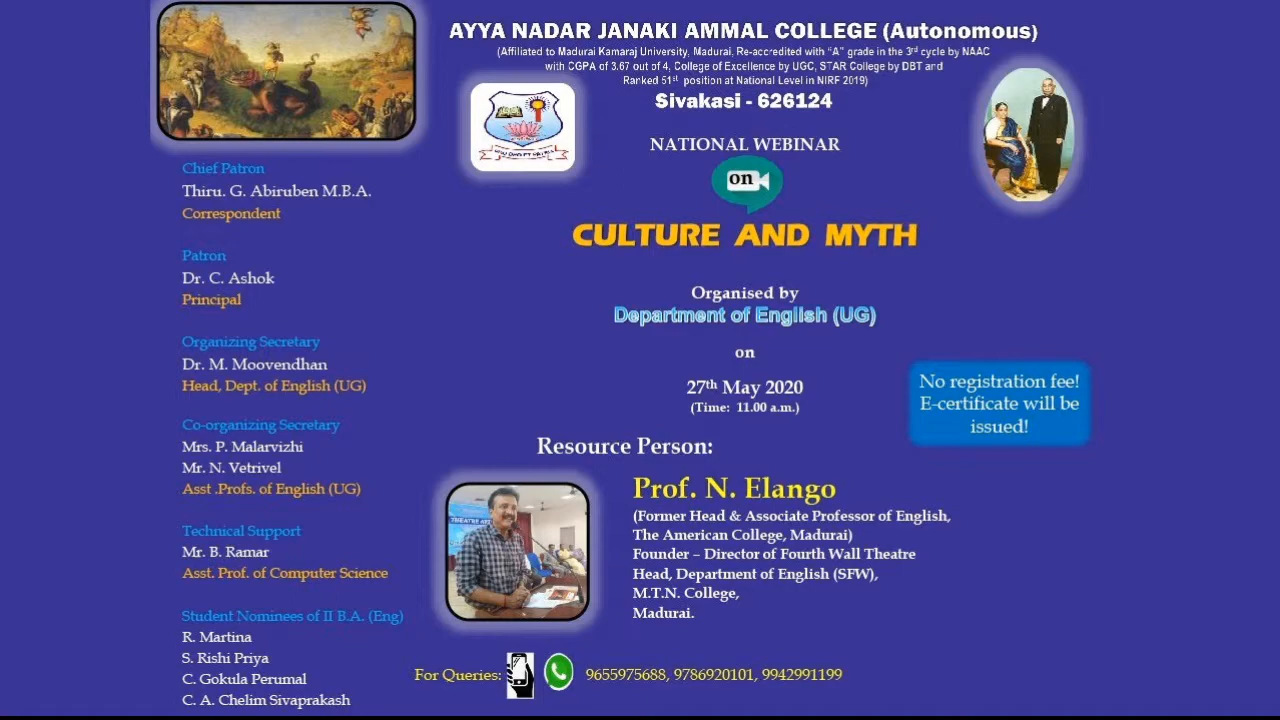 AYYA NADAR JANAKI AMMAL COLLEGE (Autonomous)
(Affiliated to Madurai Kamaraj University, Madurai, Re-accredited with "A" grade in the 3rd cycle by NAAC
with CGPA of 3.67 out of 4, College of Excellence by UGC, STAR College by DBT and
Ranked 51st position at National Level in NIRF 2019)
Sivakasi - 626124
NATIONAL WEBINAR
on
CULTURE AND MYTH
Organised by
Department of English (UG)
on
27th May 2020
(Time: 11.00 a.m.)
No registration fee!
E-certificate will be
issued!
Resource Person:
Prof. N. Elango
(Former Head & Associate Professor of English,
The American College, Madurai)
Founder – Director of Fourth Wall Theatre
Head, Department of English (SFW),
M.T.N. College,
Madurai.
For Queries: 9655975688, 9786920101, 9942991199
Chief Patron
Thiru. G. Abiruben M.B.A.
Correspondent
Patron
Dr. C. Ashok
Principal
Organizing Secretary
Dr. M. Moovendhan
Head, Dept. of English (UG)
Co-organizing Secretary
Mrs. P. Malarvizhi
Mr. N. Vetrivel
Asst .Profs. of English (UG)
Technical Support
Mr. B. Ramar
Asst. Prof. of Computer Science
Student Nominees of II B.A. (Eng)
R. Martina
S. Rishi Priya
C. Gokula Perumal
C. A. Chelim Sivaprakash